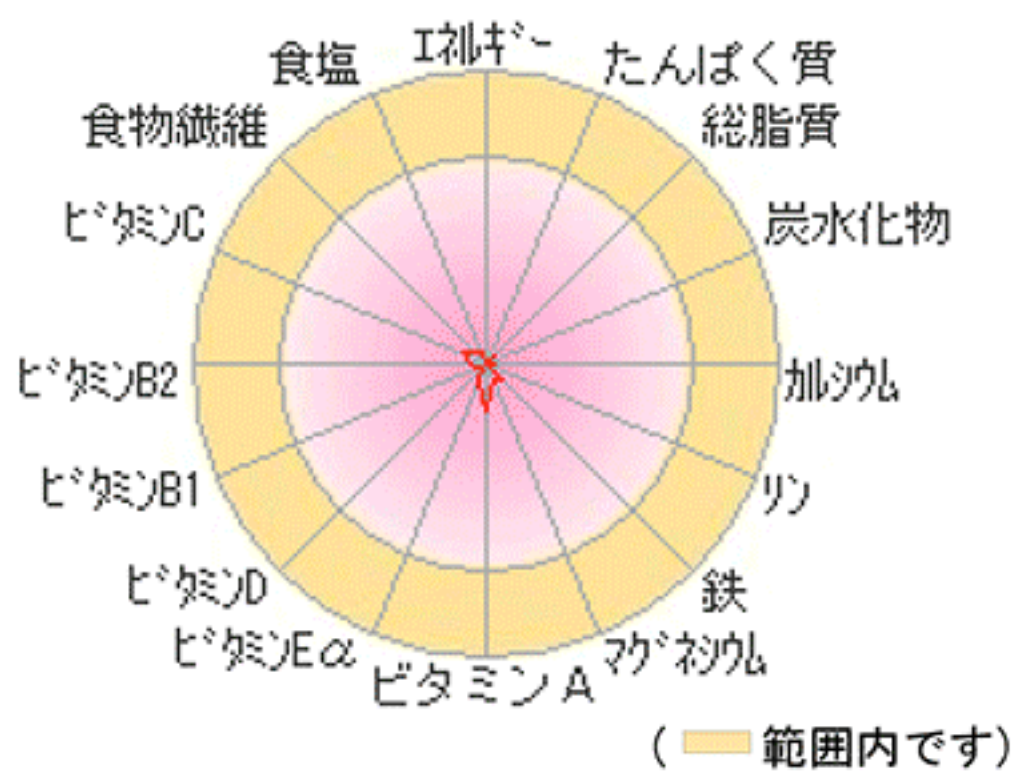 ｴﾈﾙｷﾞｰ
たんぱく質
総脂質
炭水化物
ｶﾙｼｳﾑ
ﾘﾝ
鉄
ﾏｸﾞﾈｼｳﾑ
ビタミンA
ﾋﾞﾀﾐﾝEα
ﾋﾞﾀﾐﾝD
ﾋﾞﾀﾐﾝB1
ﾋﾞﾀﾐﾝB2
ﾋﾞﾀﾐﾝC
食物繊維
食塩
( 範囲内です)